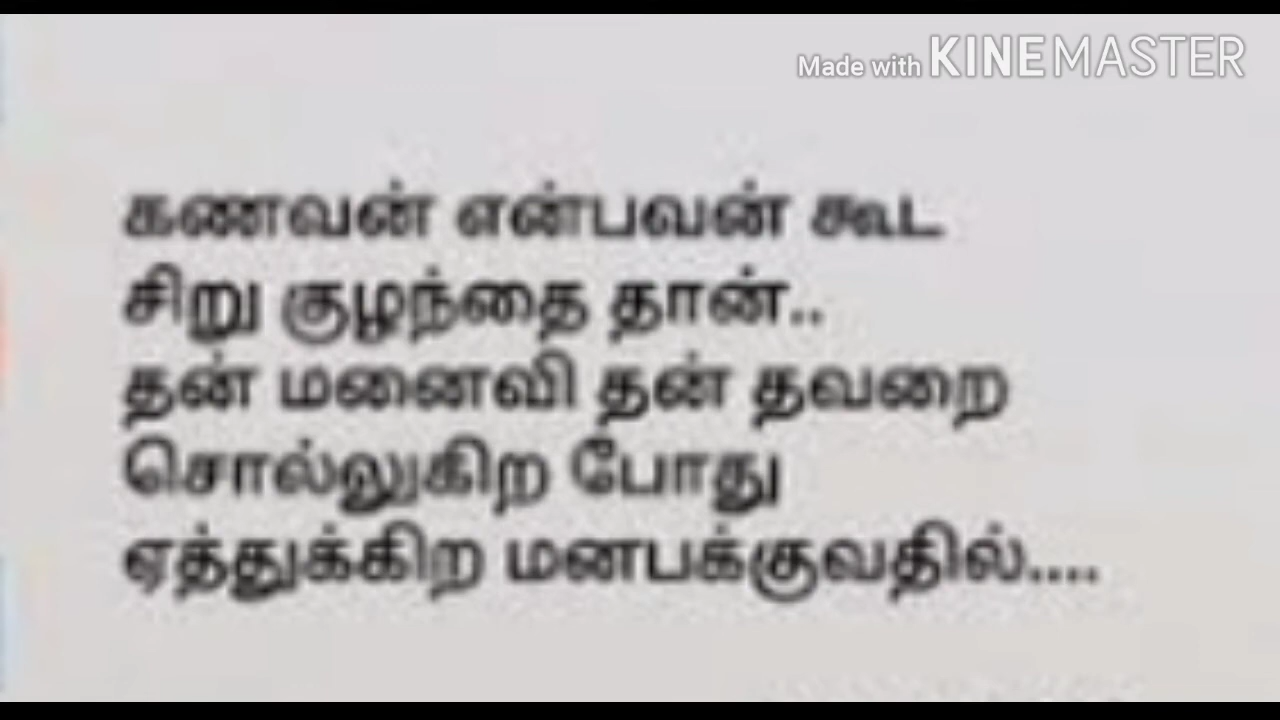 Made with KINEMASTER
கணவன் என்பவன் கூட
சிறு குழந்தை தான்..
தன் மனைவி தன் தவறை
சொல்லுகிற போது
ஏத்துக்கிற மனபக்குவதில்....